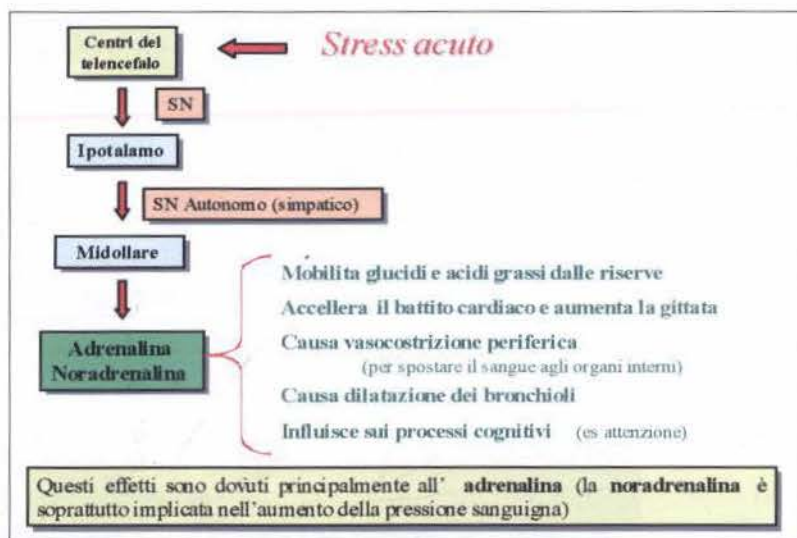 Centri del
telencefalo
Stress acuto
SN
Ipotalamo
SN Autonomo (simpatico)
Midollare
Adrenalina
Noradrenalina
Mobilita glucidi e acidi grassi dalle riserve
Accellera il battito cardiaco e aumenta la gittata
Causa vasocostrizione periferica
(per spostare il sangue agli organi interni)
Causa dilatazione dei bronchioli
Influisce sui processi cognitivi (es attenzione)
Questi effetti sono dovuti principalmente all' adrenalina (la noradrenalina è
soprattutto implicata nell'aumento della pressione sanguigna)